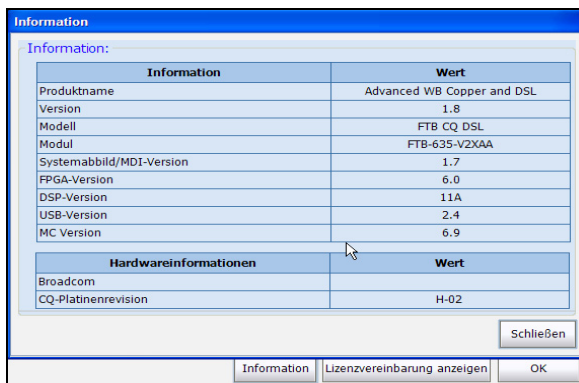 Information
Information:
Information Wert
Produktname Advanced WB Copper and DSL
Version 1.8
Modell FTB CQ DSL
Modul FTB-635-V2XAA
Systemabbild/MDI-Version 1.7
FPGA-Version 6.0
DSP-Version 11A
USB-Version 2.4
MC Version 6.9
Hardwareinformationen Wert
Broadcom
CQ-Platinenrevision H-02
Schließen
Information Lizenzvereinbarung anzeigen OK